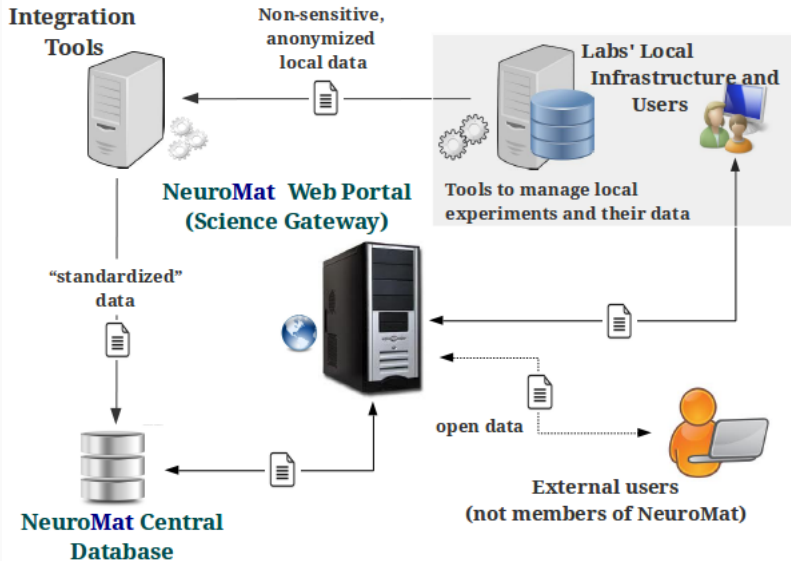 Integration
Tools
Non-sensitive,
anonymized
local data
Labs' Local
Infrastructure and
Users
Tools to manage local
experiments and their data
NeuroMat Web Portal
(Science Gateway)
“standardized”
data
open data
External users
(not members of NeuroMat)
NeuroMat Central
Database